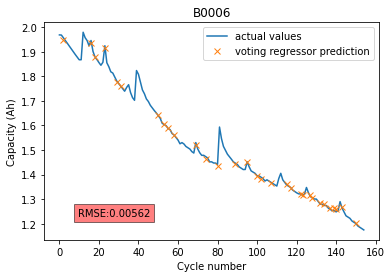 B0006
actual values
voting regressor prediction
Capacity (Ah)
2.0
1.9
1.8
1.7
1.6
1.5
1.4
1.3
1.2
RMSE:0.00562
0 20 40 60 80 100 120 140 160
Cycle number